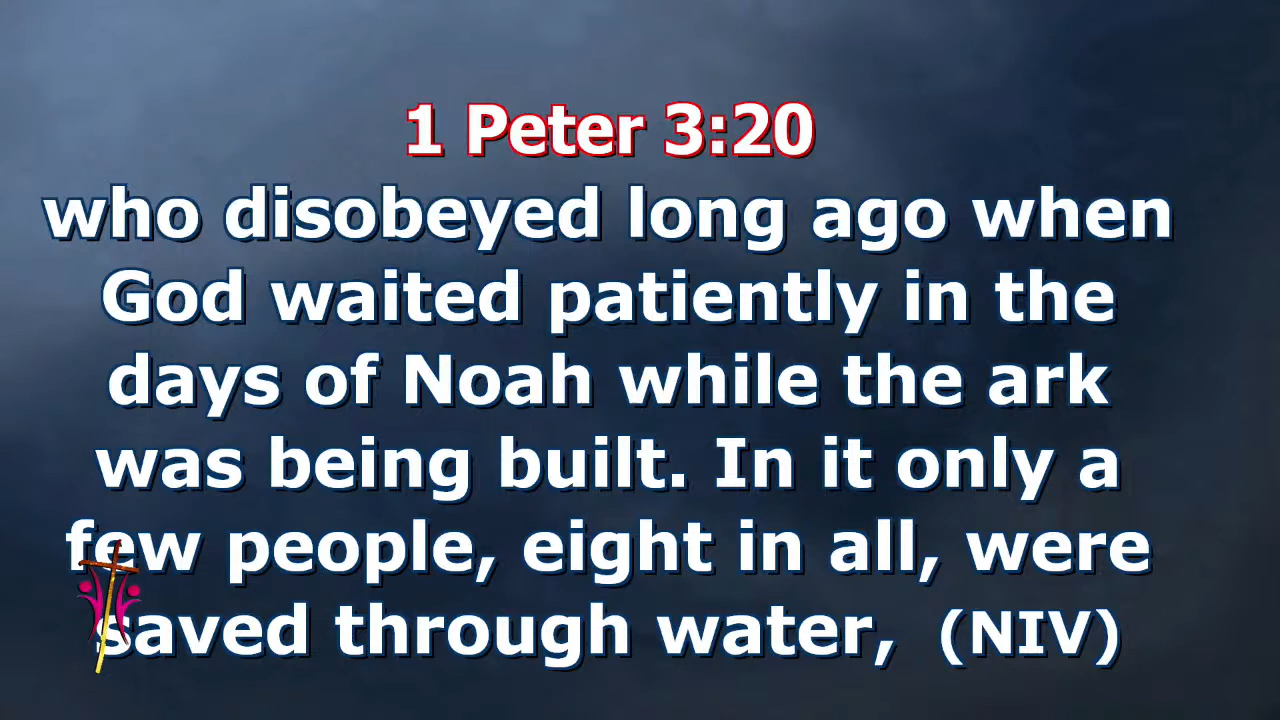 1 Peter 3:20
who disobeyed long ago when
God waited patiently in the
days of Noah while the ark
was being built. In it only a
few people, eight in all, were
saved through water, (NIV)